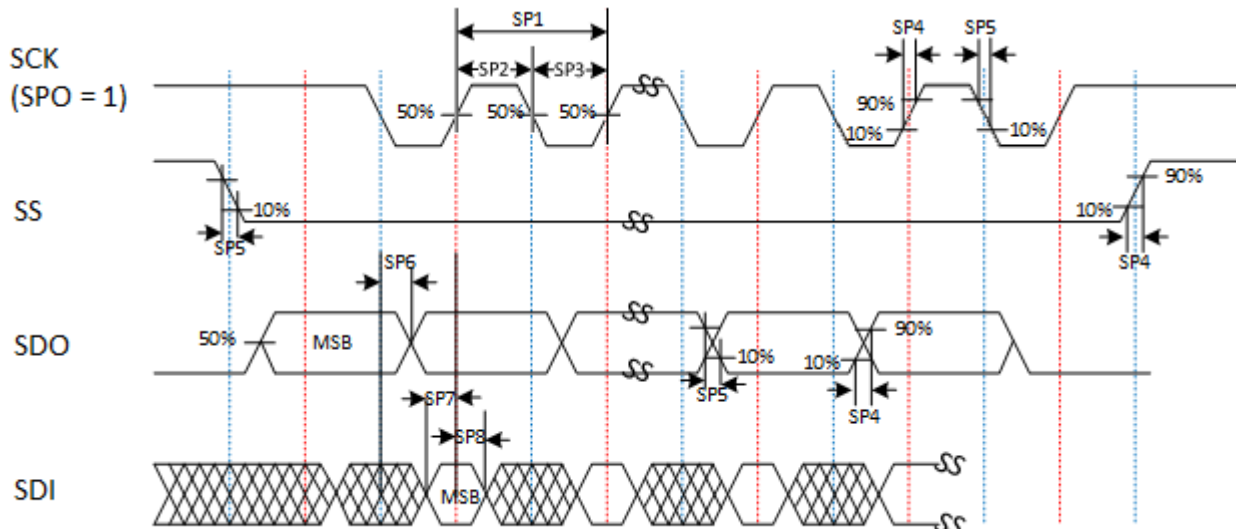 SP1
SP4 SP5
SCK
(SPO = 1)
SP2 SP3
50% 50% 50%
90%
10% 10%
SS
10%
SP5
90%
10%
SP4
SP6
SDO
50%
MSB
10%
SP5
90%
10%
SP4
SP7
SP8
SDI
MSB